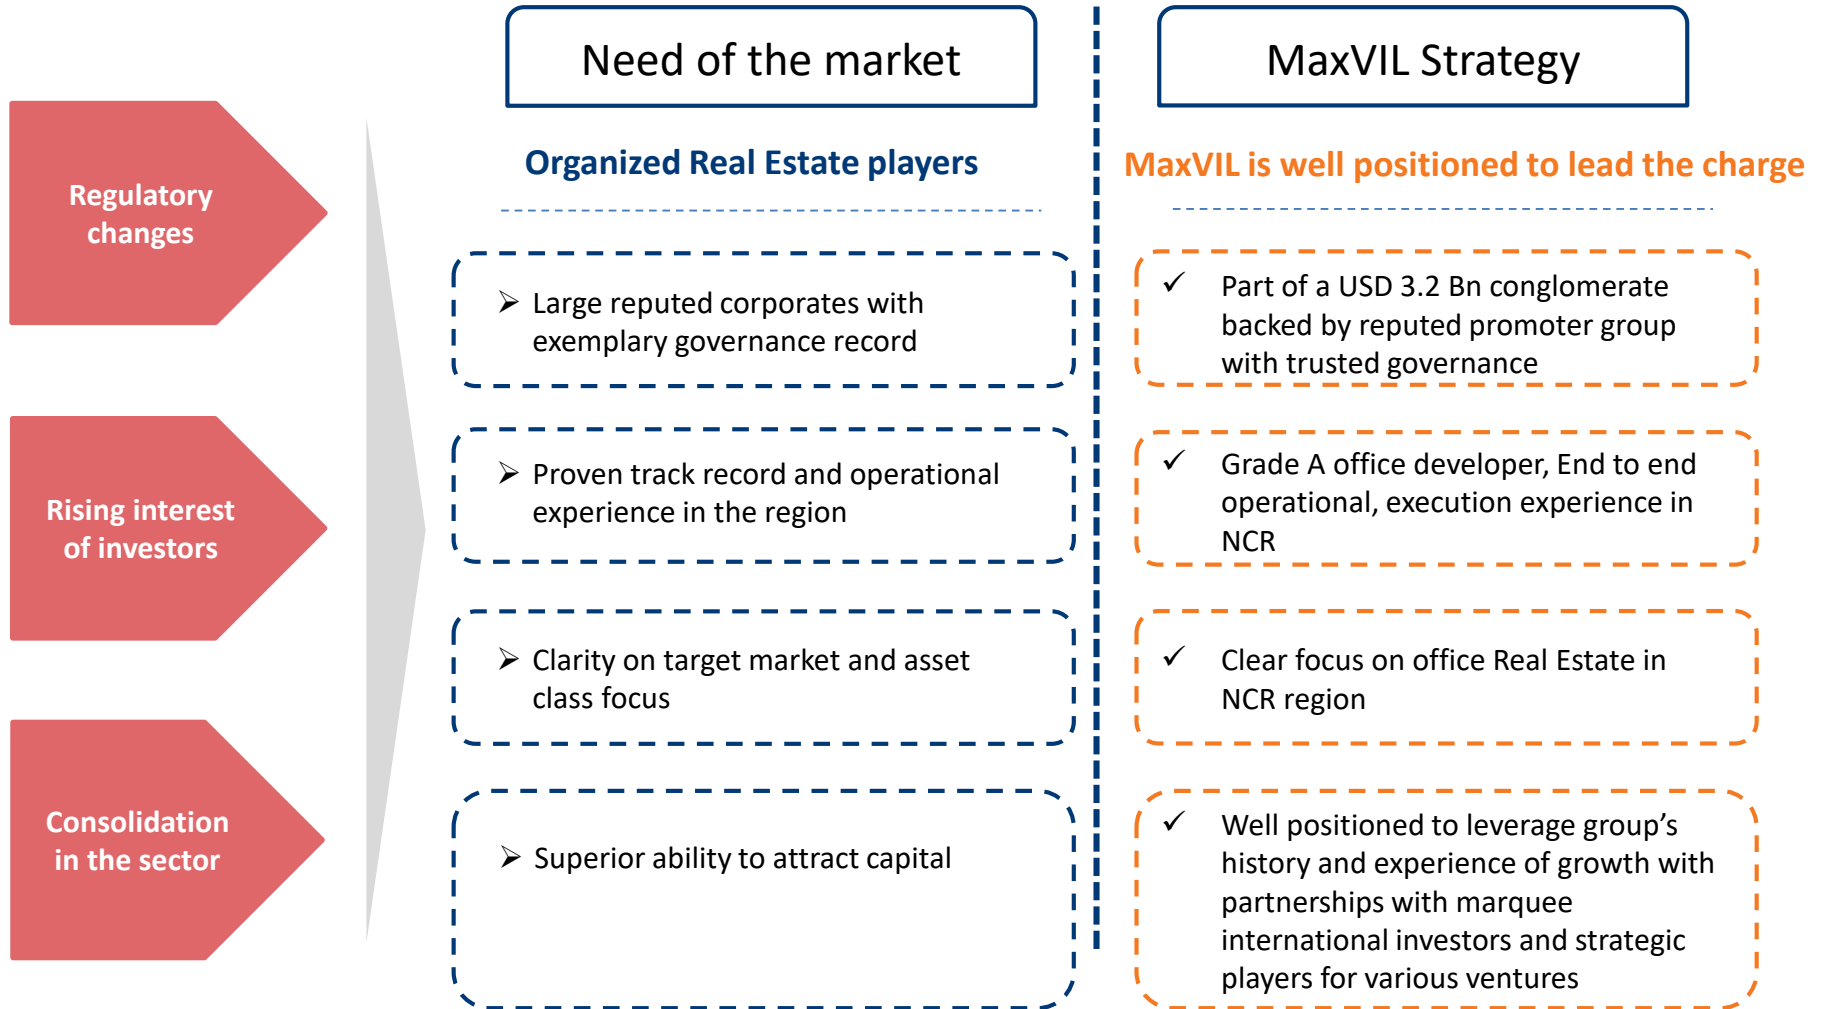 Need of the market
MaxVIL Strategy
Regulatory
changes
Rising interest
of investors
Consolidation
in the sector
Organized Real Estate players
MaxVIL is well positioned to lead the charge
➢ Large reputed corporates with
exemplary governance record
✓ Part of a USD 3.2 Bn conglomerate
backed by reputed promoter group
with trusted governance
➢ Proven track record and operational
experience in the region
✓ Grade A office developer, End to end
operational, execution experience in
NCR
➢ Clarity on target market and asset
class focus
✓ Clear focus on office Real Estate in
NCR region
➢ Superior ability to attract capital
✓ Well positioned to leverage group’s
history and experience of growth with
partnerships with marquee
international investors and strategic
players for various ventures